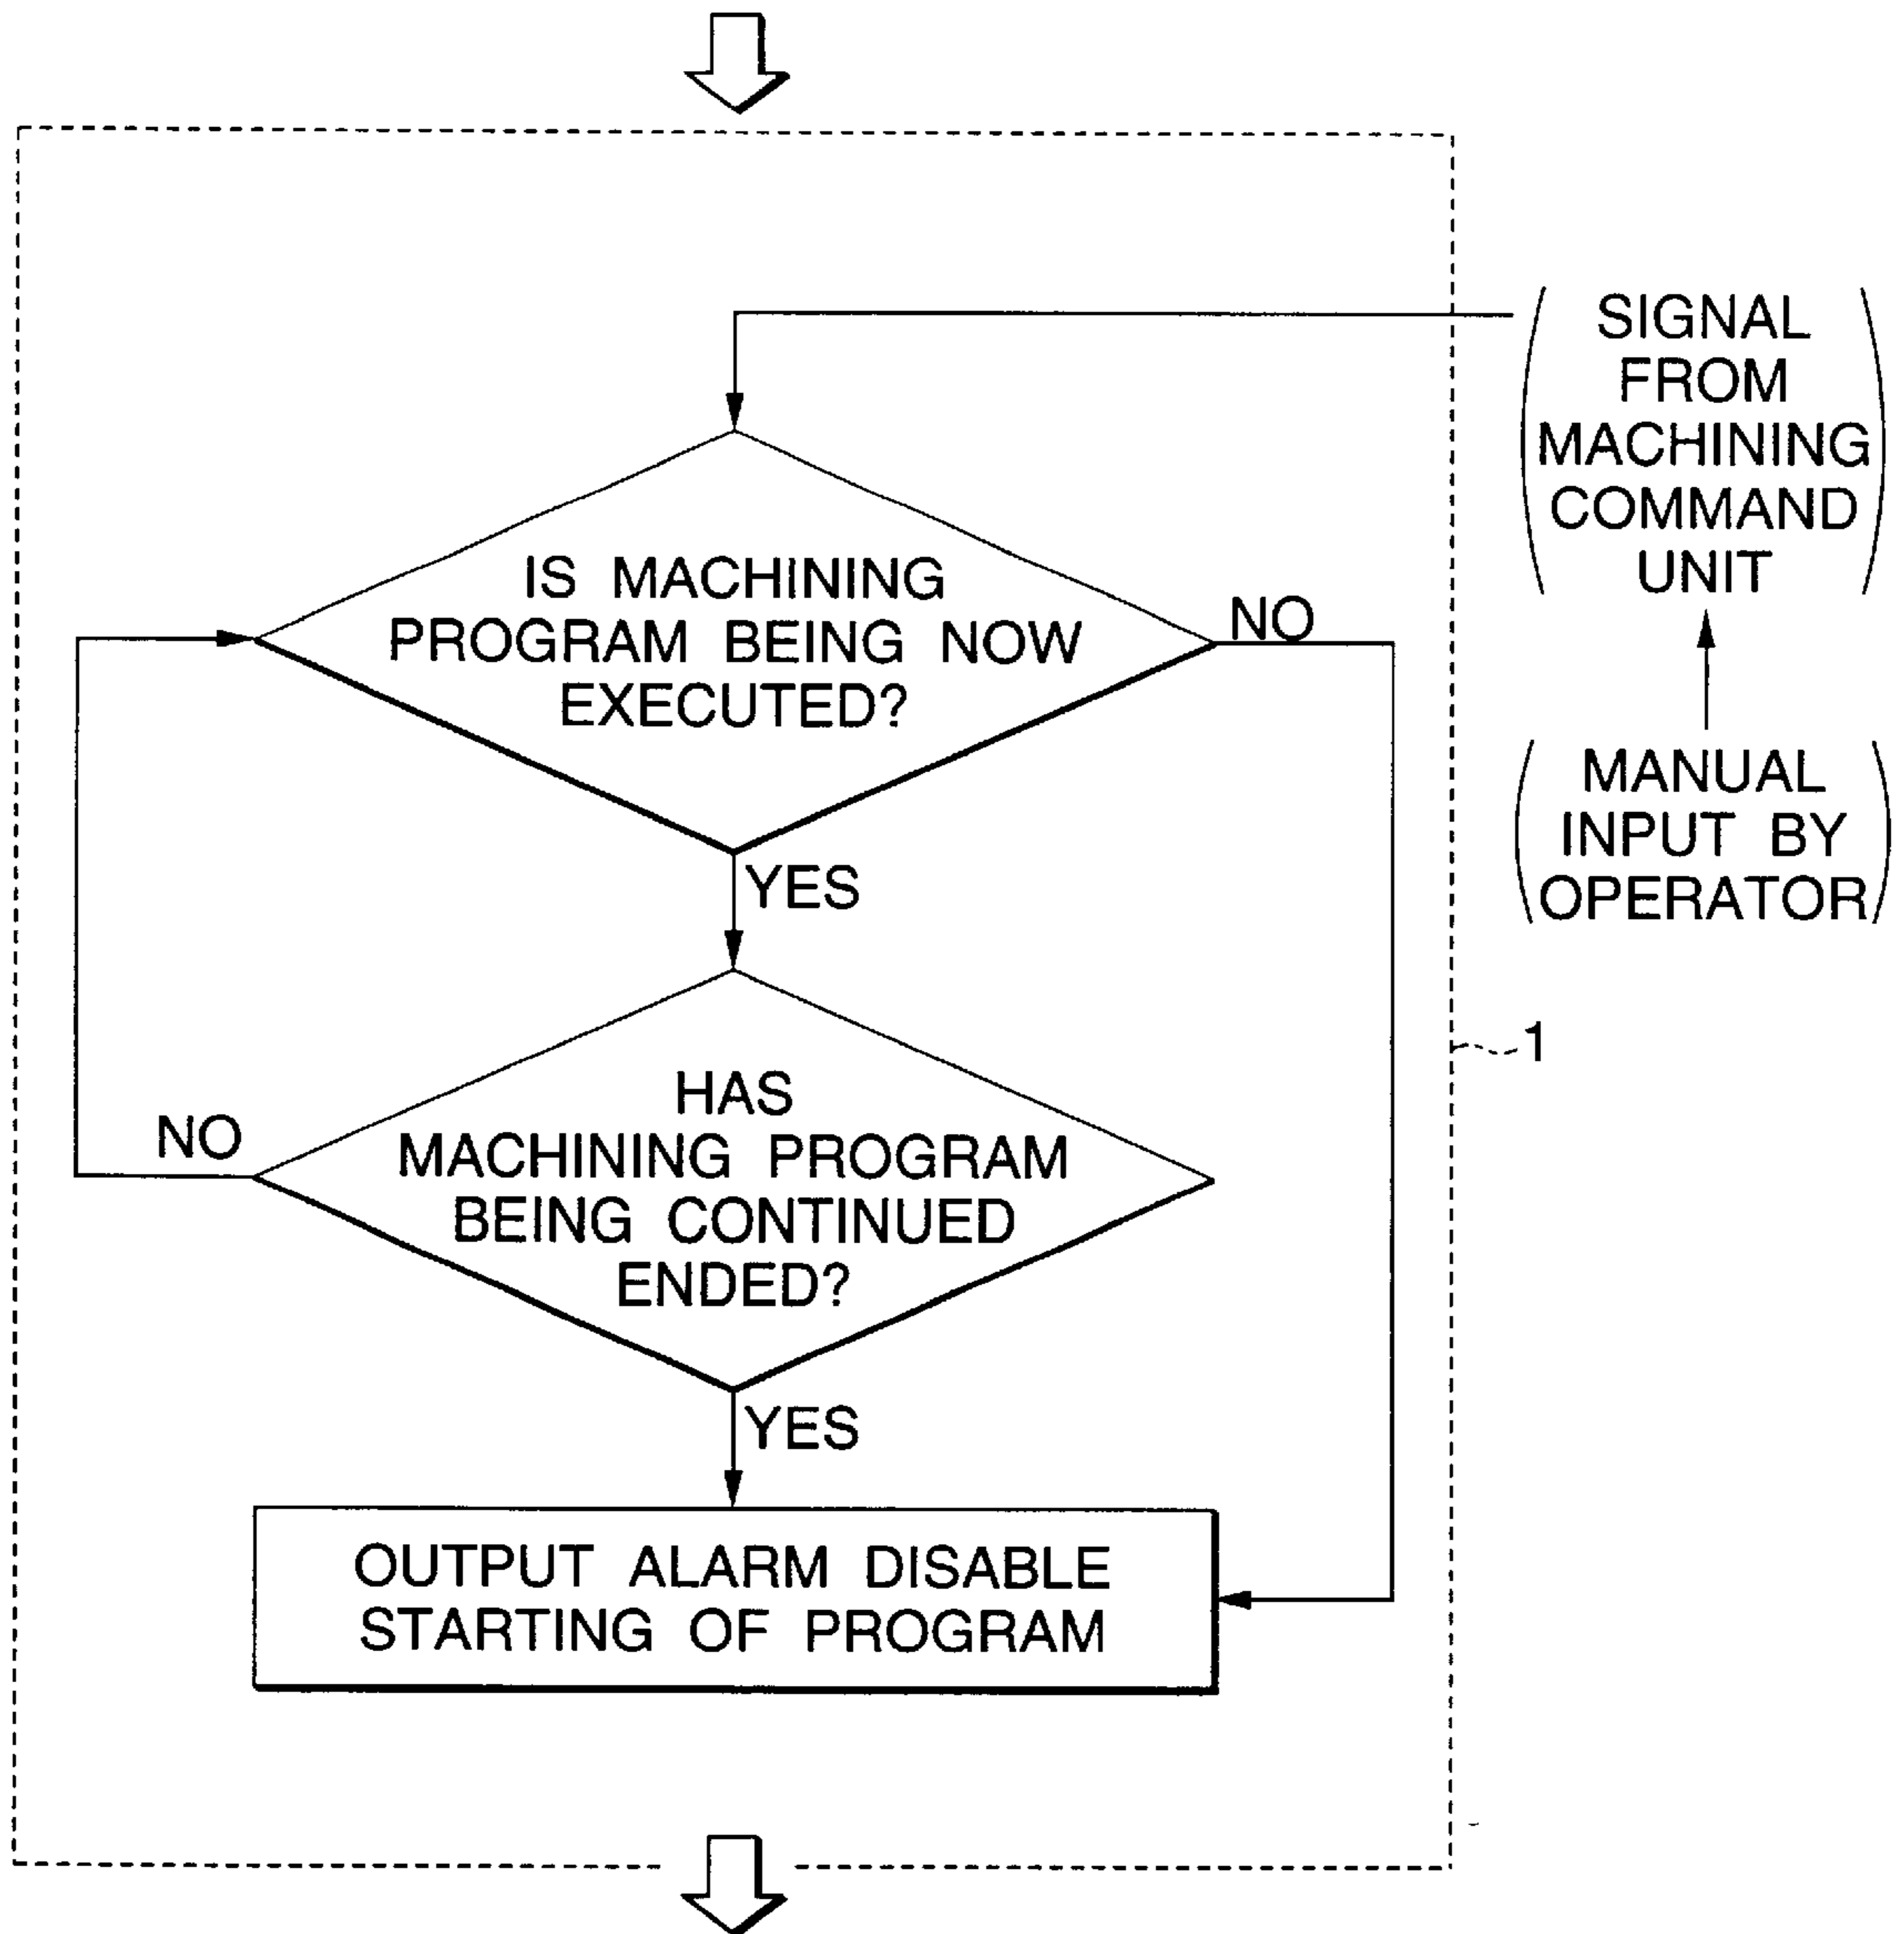 SIGNAL
FROM
MACHINING
COMMAND
UNIT
MANUAL
INPUT BY
OPERATOR
IS MACHINING
PROGRAM BEING NOW
EXECUTED?
NO
YES
HAS
MACHINING PROGRAM
BEING CONTINUED
ENDED?
NO
YES
1
OUTPUT ALARM DISABLE
STARTING OF PROGRAM